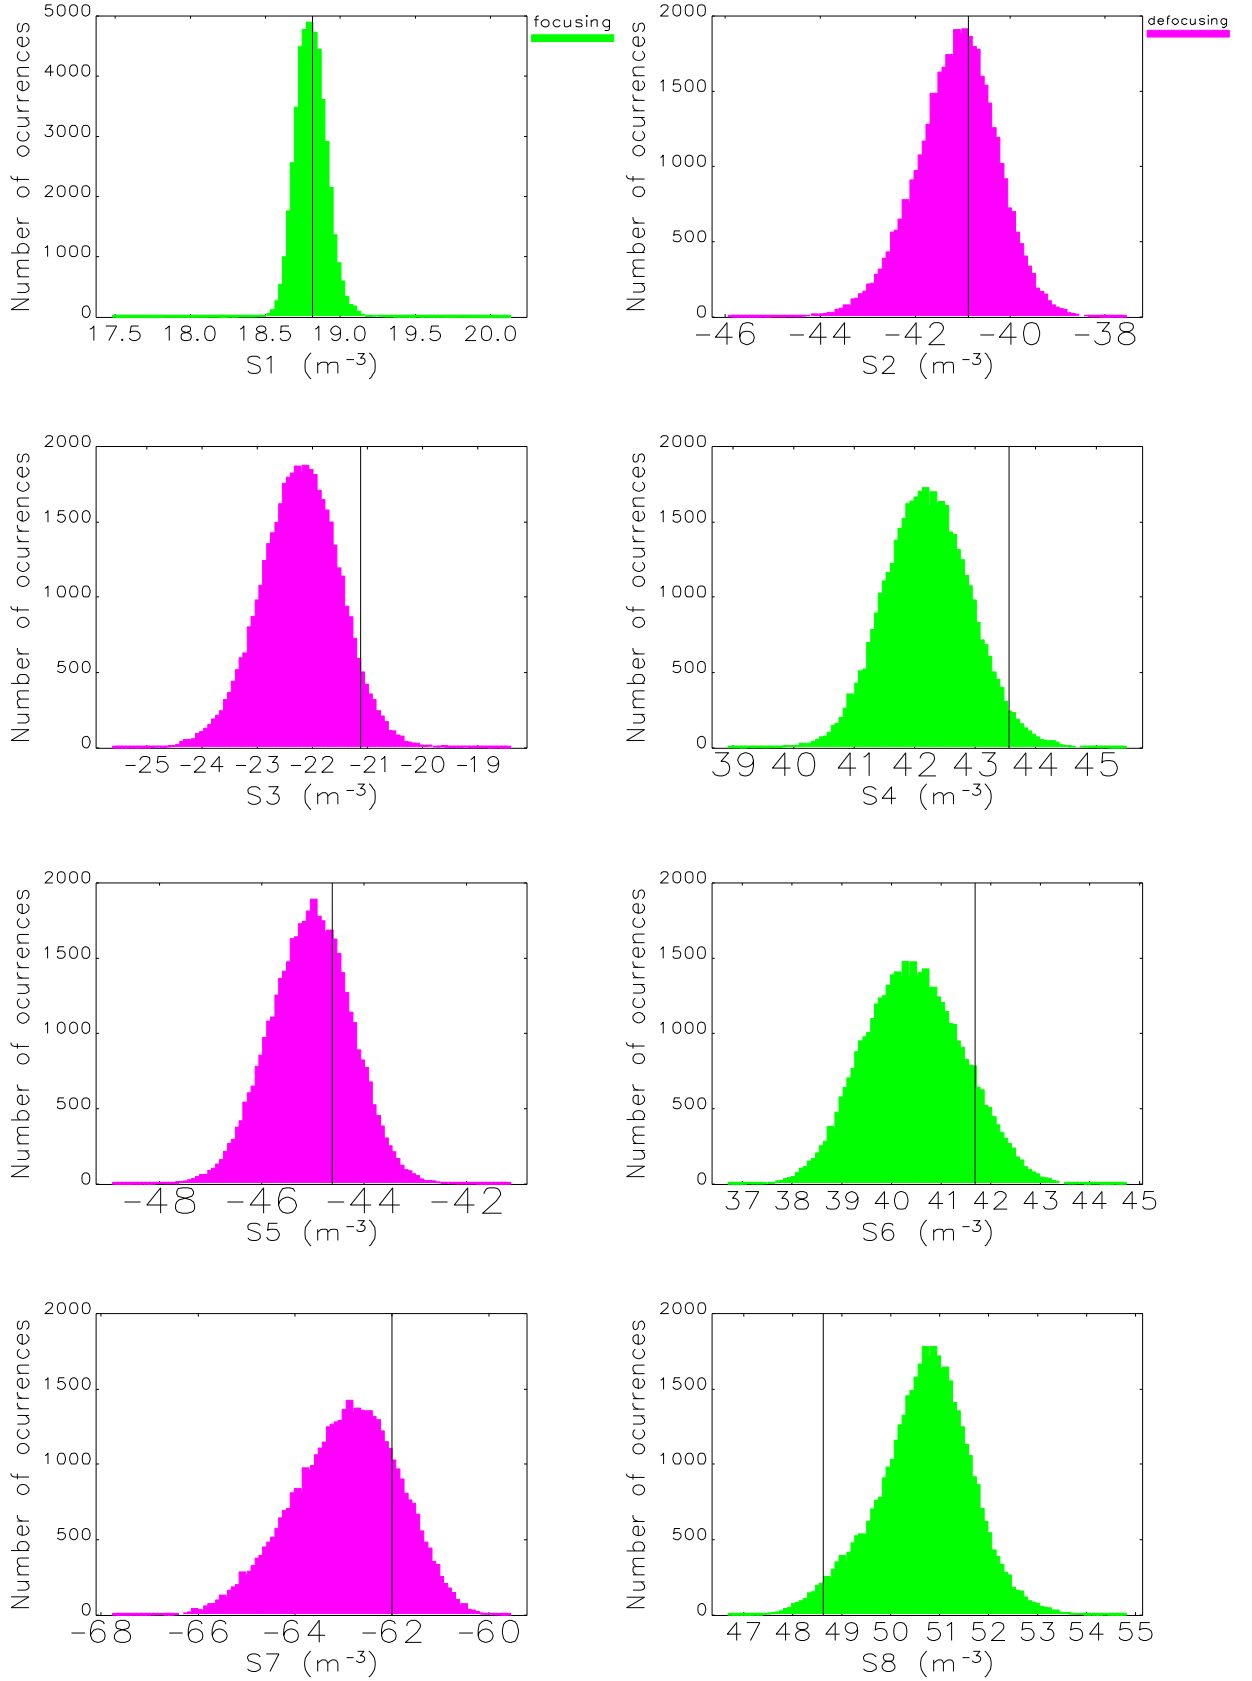 focusing
5000
4000
3000
2000
1000
0
Number of ocurrences
17.5 18.0 18.5 19.0 19.5 20.0
S1 (m⁻³)
defocusing
2000
1500
1000
500
0
Number of ocurrences
−46 −44 −42 −40 −38
S2 (m⁻³)
2000
1500
1000
500
0
Number of ocurrences
−25 −24 −23 −22 −21 −20 −19
S3 (m⁻³)
2000
1500
1000
500
0
Number of ocurrences
39 40 41 42 43 44 45
S4 (m⁻³)
2000
1500
1000
500
0
Number of ocurrences
−48 −46 −44 −42
S5 (m⁻³)
2000
1500
1000
500
0
Number of ocurrences
37 38 39 40 41 42 43 44 45
S6 (m⁻³)
2000
1500
1000
500
0
Number of ocurrences
−68 −66 −64 −62 −60
S7 (m⁻³)
2000
1500
1000
500
0
Number of ocurrences
47 48 49 50 51 52 53 54 55
S8 (m⁻³)